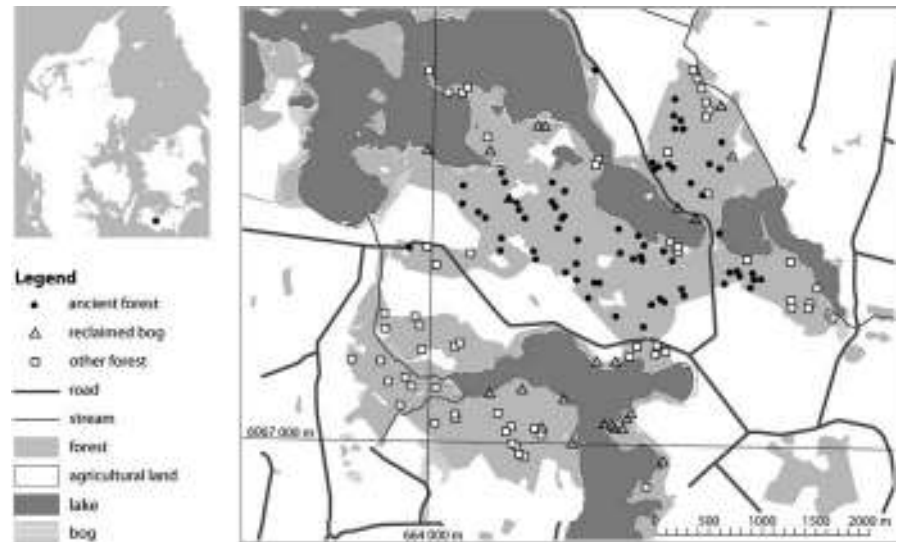 Legend
ancient forest
reclaimed bog
other forest
road
stream
forest
agricultural land
lake
bog
6067 000 m
664 000 m
0 500 1000 1500 2000 m